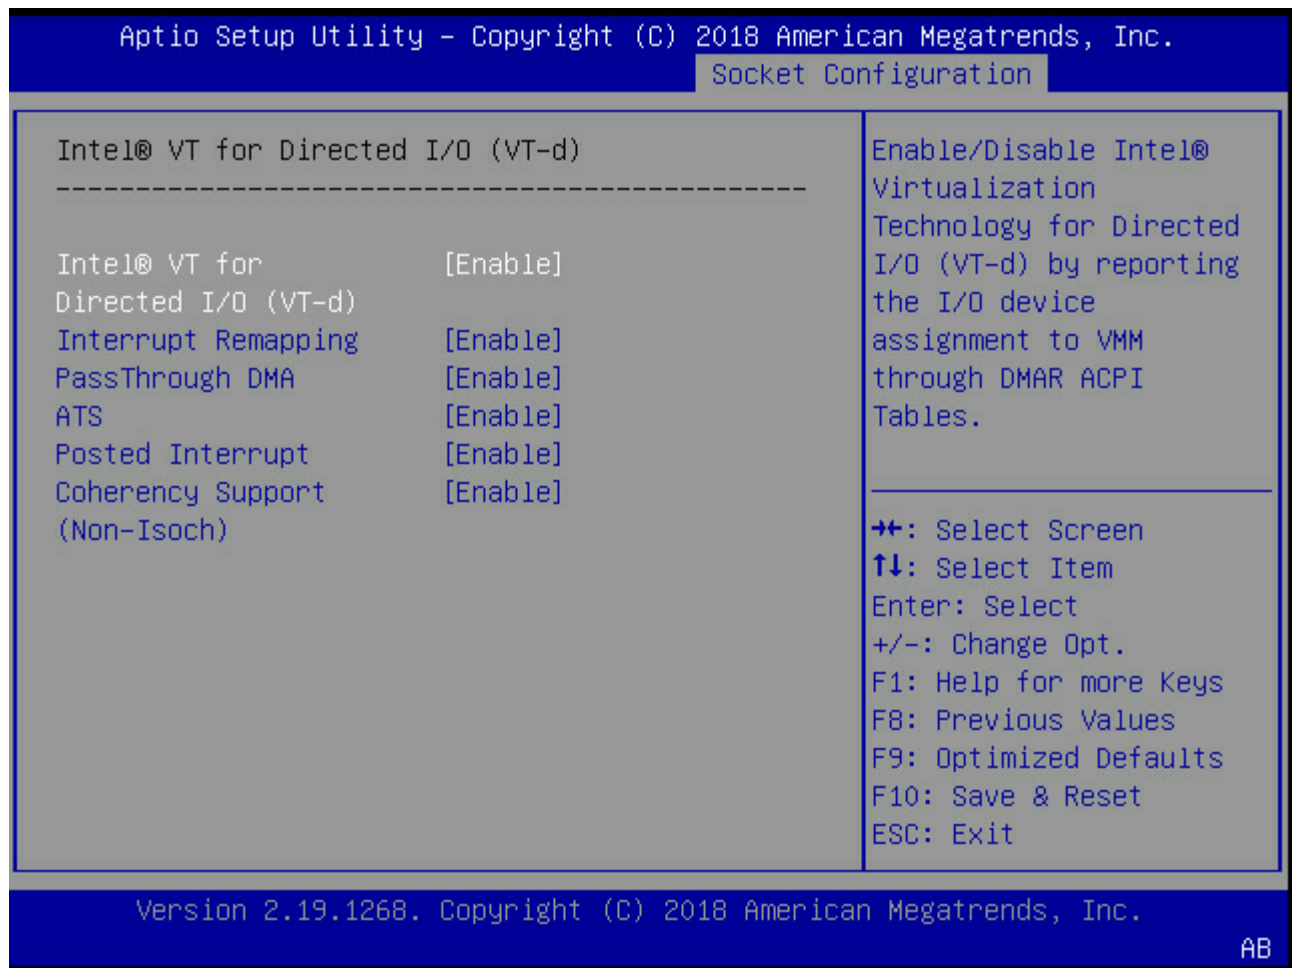 Aptio Setup Utility – Copyright (C) 2018 American Megatrends, Inc.
Socket Configuration
Intel® VT for Directed I/O (VT-d)
-----------------------------------------------
Intel® VT for [Enable]
Directed I/O (VT-d)
Interrupt Remapping [Enable]
PassThrough DMA [Enable]
ATS [Enable]
Posted Interrupt [Enable]
Coherency Support [Enable]
(Non-Isoch)
Enable/Disable Intel®
Virtualization
Technology for Directed
I/O (VT-d) by reporting
the I/O device
assignment to VMM
through DMAR ACPI
Tables.
→←: Select Screen
↑↓: Select Item
Enter: Select
+/-: Change Opt.
F1: Help for more Keys
F8: Previous Values
F9: Optimized Defaults
F10: Save & Reset
ESC: Exit
Version 2.19.1268. Copyright (C) 2018 American Megatrends, Inc.
AB